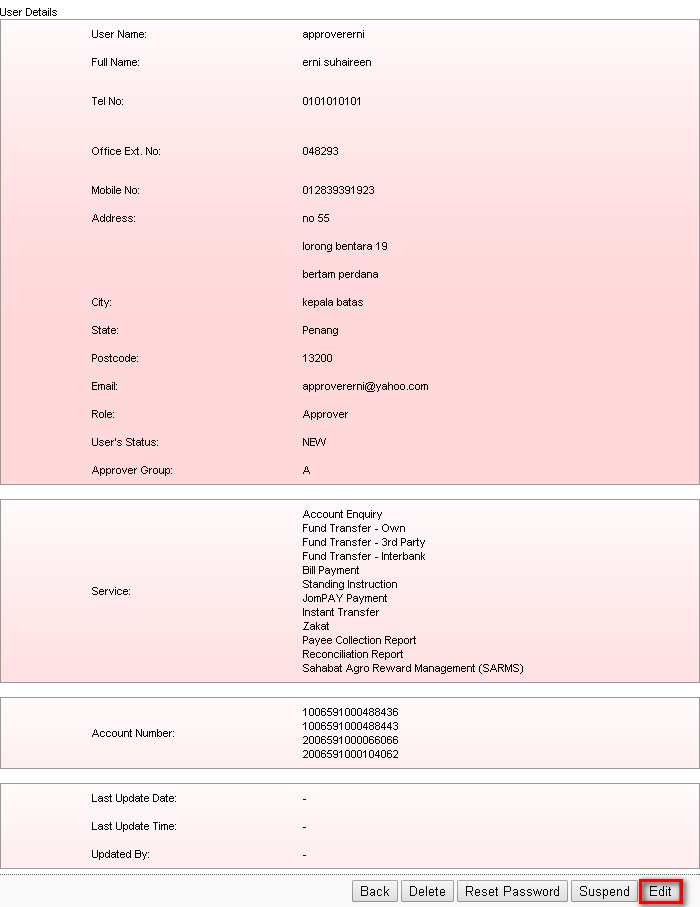 User Details
User Name: approvererni
Full Name: erni suhaireen
Tel No: 0101010101
Office Ext. No: 048293
Mobile No: 012839391923
Address: no 55
lorong bentara 19
bertam perdana
City: kepala batas
State: Penang
Postcode: 13200
Email: approvererni@yahoo.com
Role: Approver
User's Status: NEW
Approver Group: A
Account Enquiry
Fund Transfer - Own
Fund Transfer - 3rd Party
Fund Transfer - Interbank
Bill Payment
Standing Instruction
Service:
JomPAY Payment
Instant Transfer
Zakat
Payee Collection Report
Reconciliation Report
Sahabat Agro Reward Management (SARMS)
1006591000488436
1006591000488443
Account Number:
2006591000066066
2006591000104062
Last Update Date: -
Last Update Time: -
Updated By: -
Back Delete Reset Password Suspend Edit